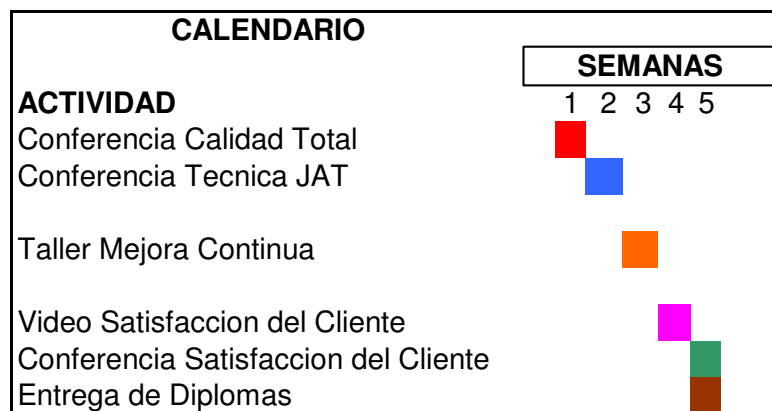 CALENDARIO
SEMANAS
ACTIVIDAD 1 2 3 4 5
Conferencia Calidad Total
Conferencia Tecnica JAT
Taller Mejora Continua
Video Satisfaccion del Cliente
Conferencia Satisfaccion del Cliente
Entrega de Diplomas